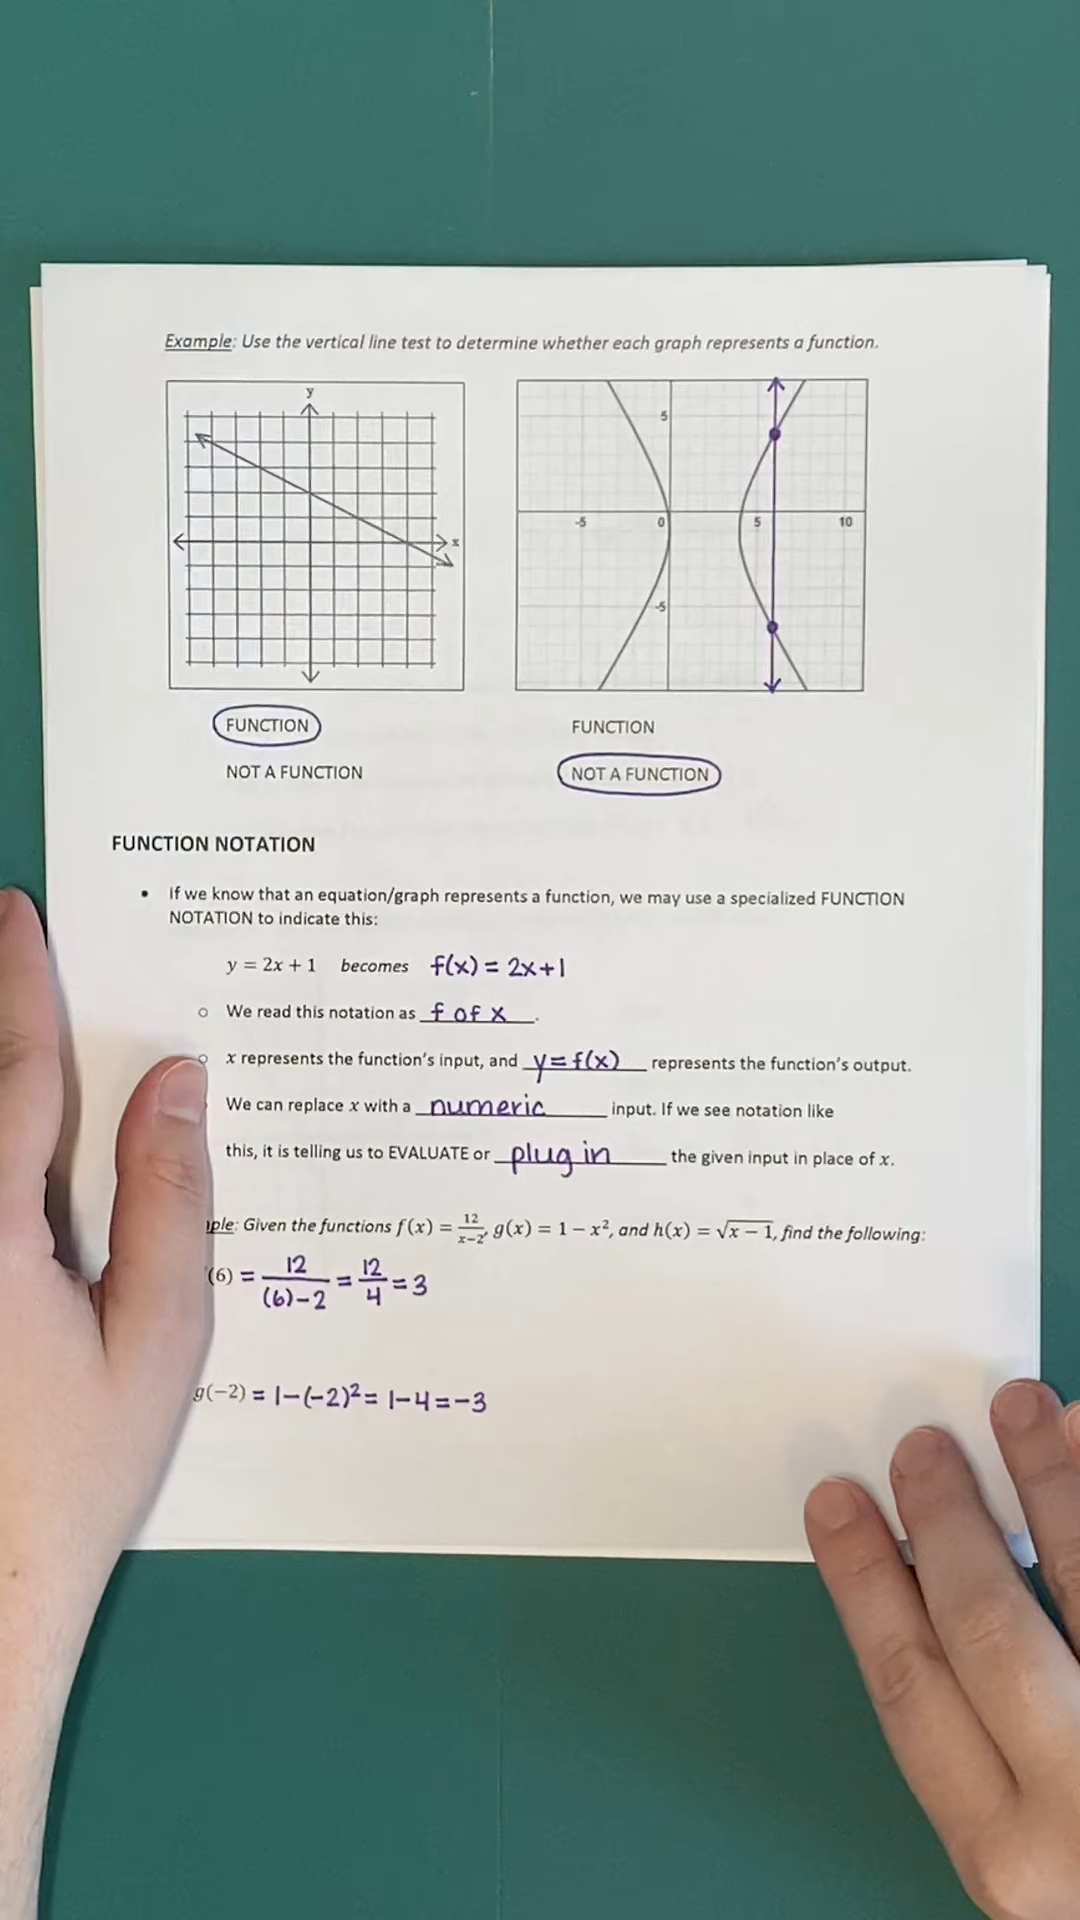 Example: Use the vertical line test to determine whether each graph represents a function.
y
x
5
-5
0
5
10
-5
FUNCTION
NOT A FUNCTION
FUNCTION
NOT A FUNCTION
FUNCTION NOTATION
• If we know that an equation/graph represents a function, we may use a specialized FUNCTION
NOTATION to indicate this:
y = 2x + 1 becomes f(x) = 2x+1
○ We read this notation as f of x.
○ x represents the function's input, and y=f(x) represents the function's output.
We can replace x with a numeric input. If we see notation like
this, it is telling us to EVALUATE or plug in the given input in place of x.
ple: Given the functions f(x) = 12/(x−2), g(x) = 1 − x², and h(x) = √(x − 1), find the following:
(6) = 12/((6)-2) = 12/4 = 3
g(−2) = 1-(-2)² = 1-4 = -3